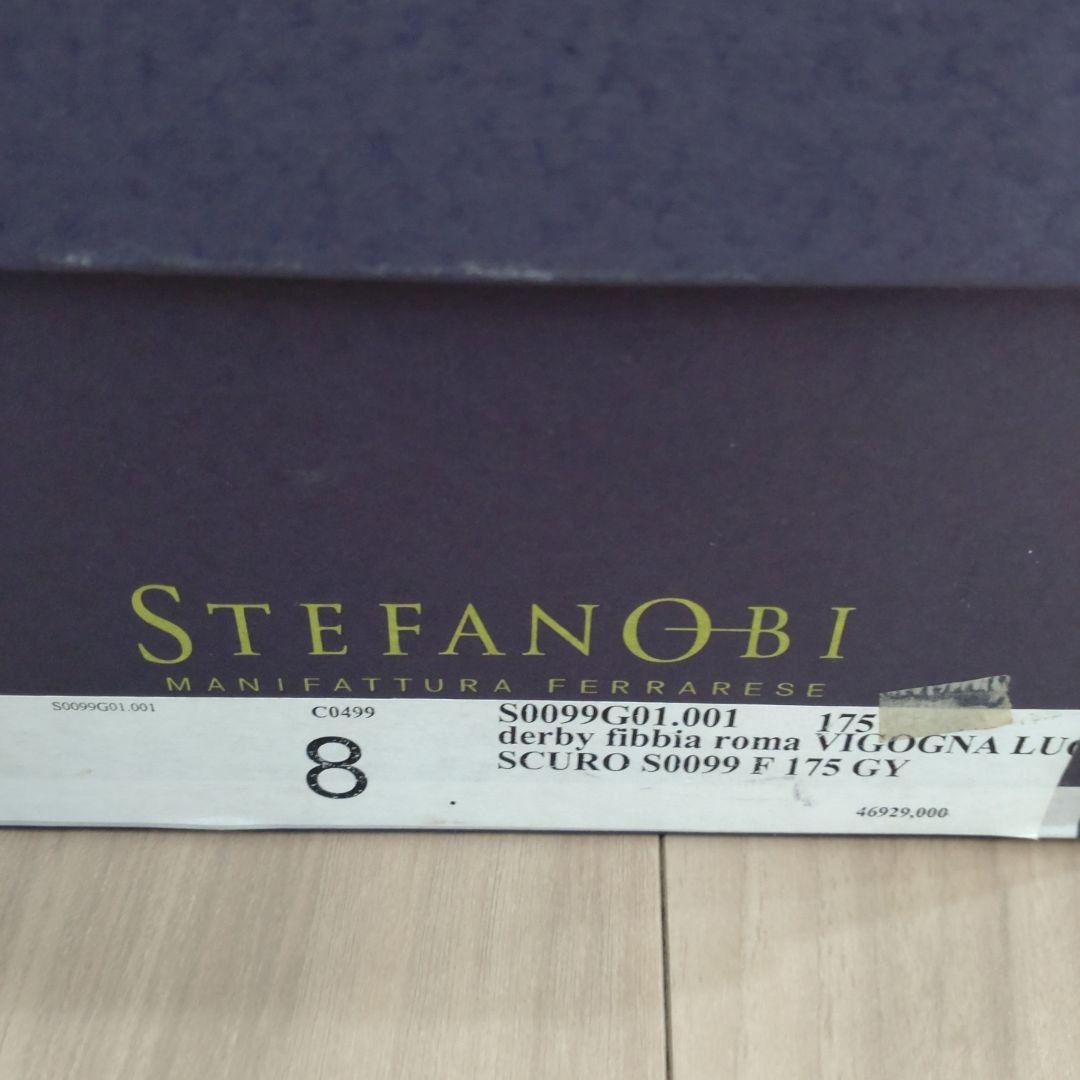 STEFANOBI
MANIFATTURA FERRARESE
S0099G01.001
C0499
8
S0099G01.001 175
derby fibbia roma VIGOGNA
SCURO S0099 F 175 GY
46929,000